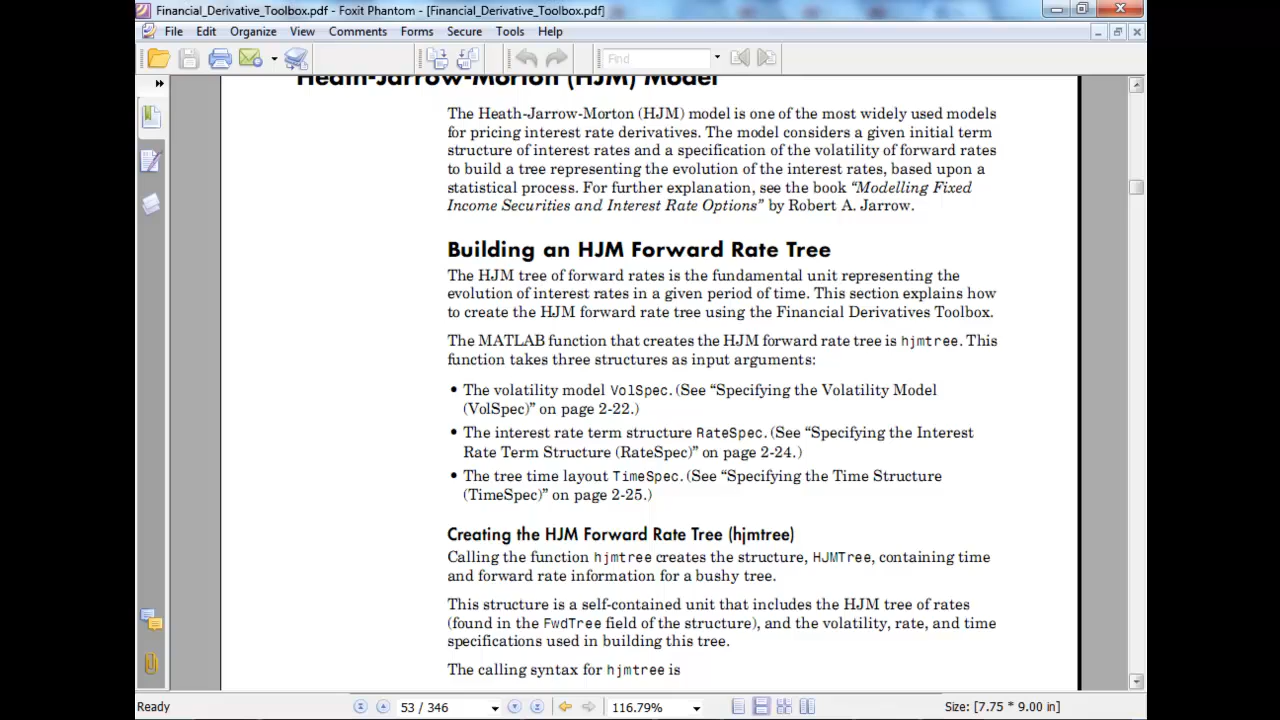 Financial_Derivative_Toolbox.pdf - Foxit Phantom - [Financial_Derivative_Toolbox.pdf]
File Edit Organize View Comments Forms Secure Tools Help
Find
Heath-Jarrow-Morton (HJM) Model
The Heath-Jarrow-Morton (HJM) model is one of the most widely used models
for pricing interest rate derivatives. The model considers a given initial term
structure of interest rates and a specification of the volatility of forward rates
to build a tree representing the evolution of the interest rates, based upon a
statistical process. For further explanation, see the book “Modelling Fixed
Income Securities and Interest Rate Options” by Robert A. Jarrow.
Building an HJM Forward Rate Tree
The HJM tree of forward rates is the fundamental unit representing the
evolution of interest rates in a given period of time. This section explains how
to create the HJM forward rate tree using the Financial Derivatives Toolbox.
The MATLAB function that creates the HJM forward rate tree is hjmtree. This
function takes three structures as input arguments:
• The volatility model VolSpec. (See “Specifying the Volatility Model
(VolSpec)” on page 2-22.)
• The interest rate term structure RateSpec. (See “Specifying the Interest
Rate Term Structure (RateSpec)” on page 2-24.)
• The tree time layout TimeSpec. (See “Specifying the Time Structure
(TimeSpec)” on page 2-25.)
Creating the HJM Forward Rate Tree (hjmtree)
Calling the function hjmtree creates the structure, HJMTree, containing time
and forward rate information for a bushy tree.
This structure is a self-contained unit that includes the HJM tree of rates
(found in the FwdTree field of the structure), and the volatility, rate, and time
specifications used in building this tree.
The calling syntax for hjmtree is
Ready 53 / 346 116.79% Size: [7.75 * 9.00 in]